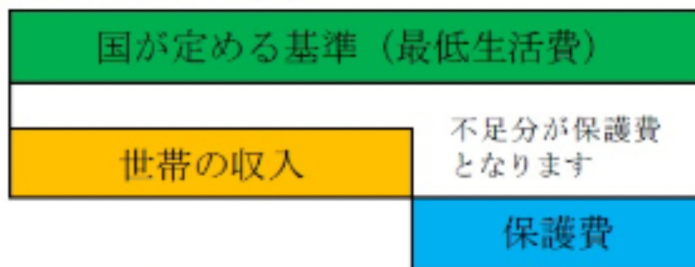 国が定める基準（最低生活費）
不足分が保護費
となります
世帯の収入
保護費